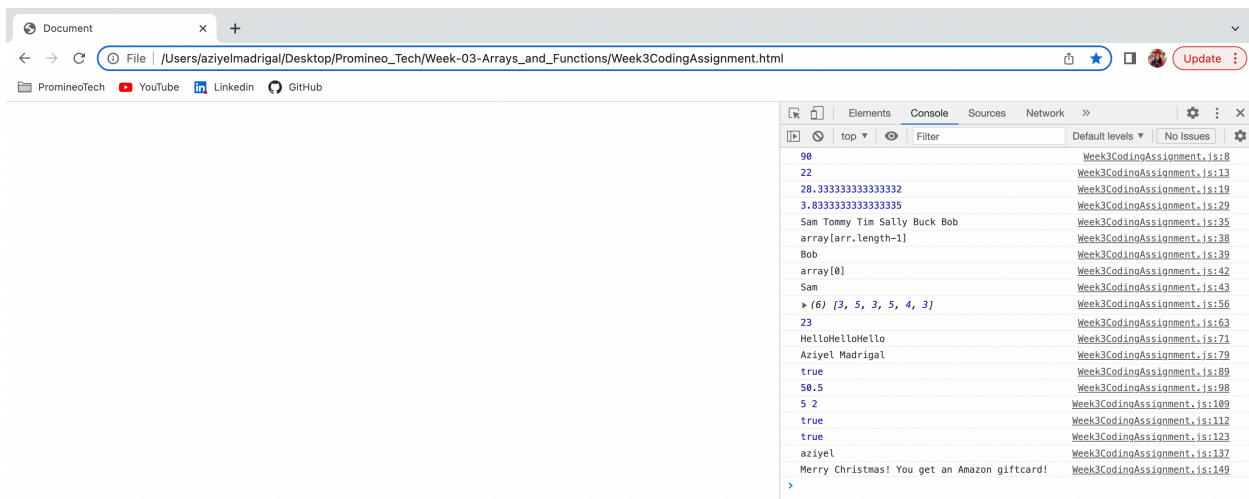 Document
File /Users/aziyelmadrigal/Desktop/Promineo_Tech/Week-03-Arrays_and_Functions/Week3CodingAssignment.html Update
PromineoTech YouTube Linkedin GitHub
Elements Console Sources Network
top Filter Default levels No Issues
90 Week3CodingAssignment.js:8
22 Week3CodingAssignment.js:13
28.333333333333332 Week3CodingAssignment.js:19
3.8333333333333335 Week3CodingAssignment.js:29
Sam Tommy Tim Sally Buck Bob Week3CodingAssignment.js:35
array[arr.length-1] Week3CodingAssignment.js:38
Bob Week3CodingAssignment.js:39
array[0] Week3CodingAssignment.js:42
Sam Week3CodingAssignment.js:43
(6) [3, 5, 3, 5, 4, 3] Week3CodingAssignment.js:56
23 Week3CodingAssignment.js:63
HelloHelloHello Week3CodingAssignment.js:71
Aziyel Madrigal Week3CodingAssignment.js:79
true Week3CodingAssignment.js:89
50.5 Week3CodingAssignment.js:98
5 2 Week3CodingAssignment.js:109
true Week3CodingAssignment.js:112
true Week3CodingAssignment.js:123
aziyel Week3CodingAssignment.js:137
Merry Christmas! You get an Amazon giftcard! Week3CodingAssignment.js:149